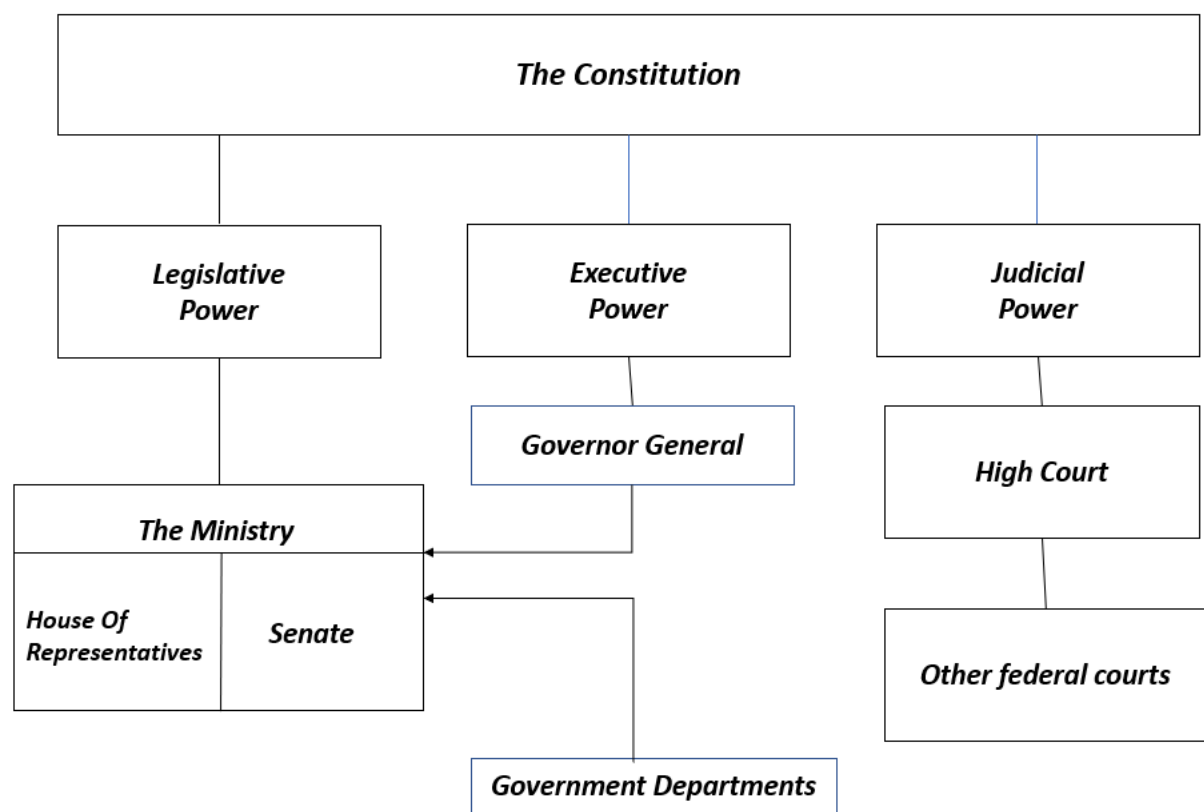 The Constitution
Legislative
Power
Executive
Power
Judicial
Power
Governor General
High Court
The Ministry
House Of
Representatives
Senate
Other federal courts
Government Departments